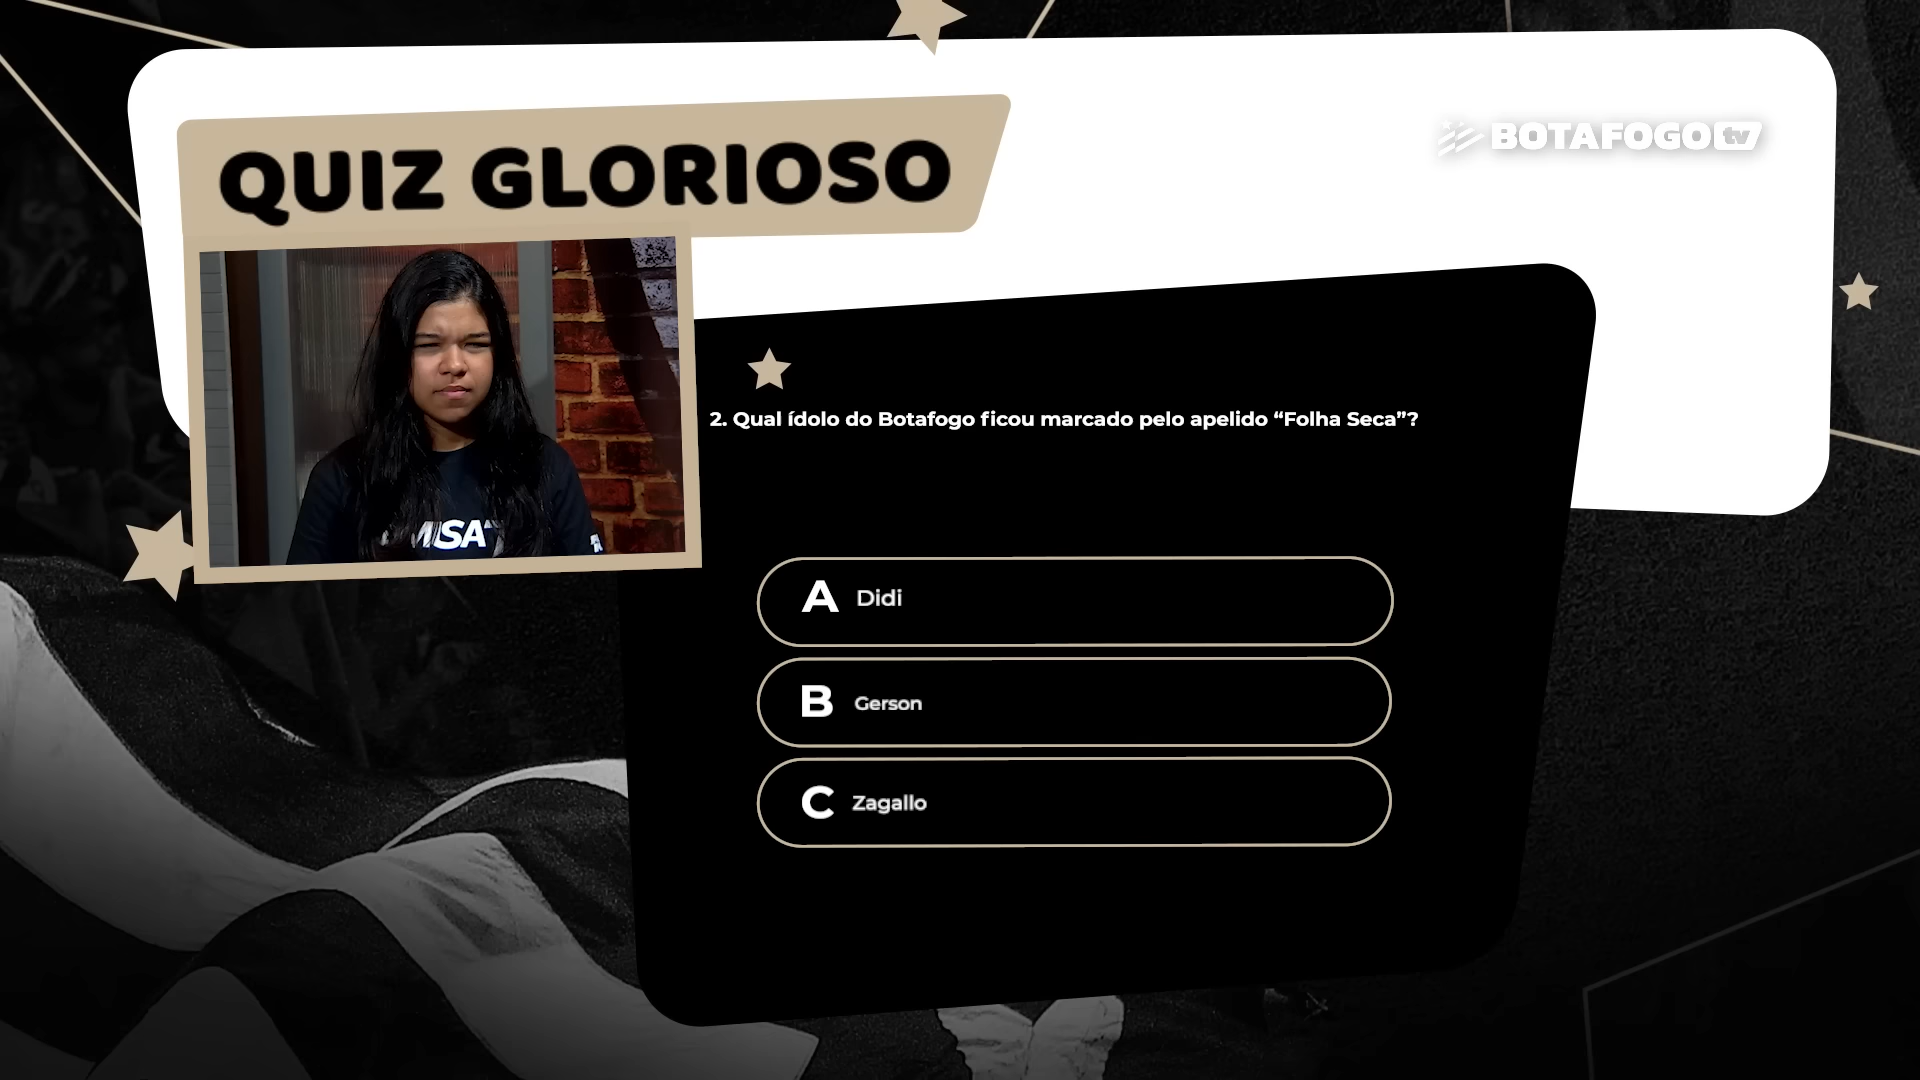 QUIZ GLORIOSO
BOTAFOGO tv
2. Qual ídolo do Botafogo ficou marcado pelo apelido “Folha Seca”?
A Didi
B Gerson
C Zagallo